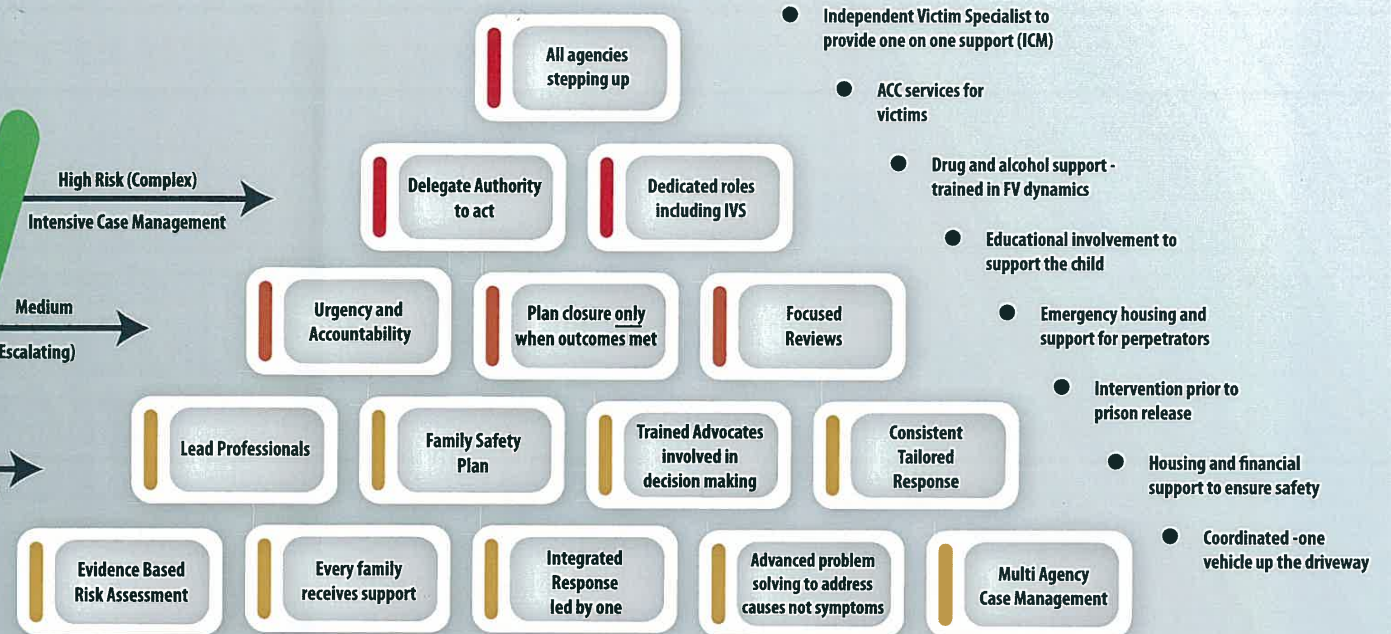 All agencies
stepping up
High Risk (Complex)
Intensive Case Management
Delegate Authority
to act
Dedicated roles
including IVS
Medium
Escalating)
Urgency and
Accountability
Plan closure only
when outcomes met
Focused
Reviews
Lead Professionals
Family Safety
Plan
Trained Advocates
involved in
decision making
Consistent
Tailored
Response
Evidence Based
Risk Assessment
Every family
receives support
Integrated
Response
led by one
Advanced problem
solving to address
causes not symptoms
Multi Agency
Case Management
Independent Victim Specialist to
provide one on one support (ICM)
ACC services for
victims
Drug and alcohol support -
trained in FV dynamics
Educational involvement to
support the child
Emergency housing and
support for perpetrators
Intervention prior to
prison release
Housing and financial
support to ensure safety
Coordinated -one
vehicle up the driveway